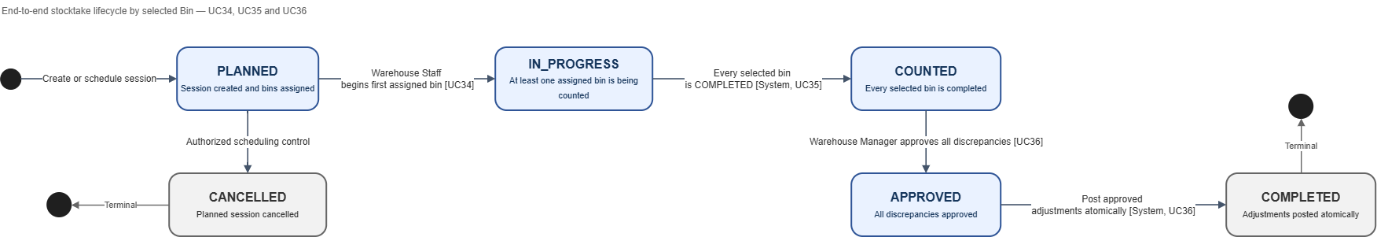 End-to-end stocktake lifecycle by selected Bin — UC34, UC35 and UC36
Create or schedule session
PLANNED
Session created and bins assigned
Warehouse Staff
begins first assigned bin [UC34]
IN_PROGRESS
At least one assigned bin is being
counted
Every selected bin
is COMPLETED [System, UC35]
COUNTED
Every selected bin is completed
Authorized scheduling control
Warehouse Manager approves all discrepancies [UC36]
Terminal
Terminal
CANCELLED
Planned session cancelled
APPROVED
All discrepancies approved
Post approved
adjustments atomically [System, UC36]
COMPLETED
Adjustments posted atomically